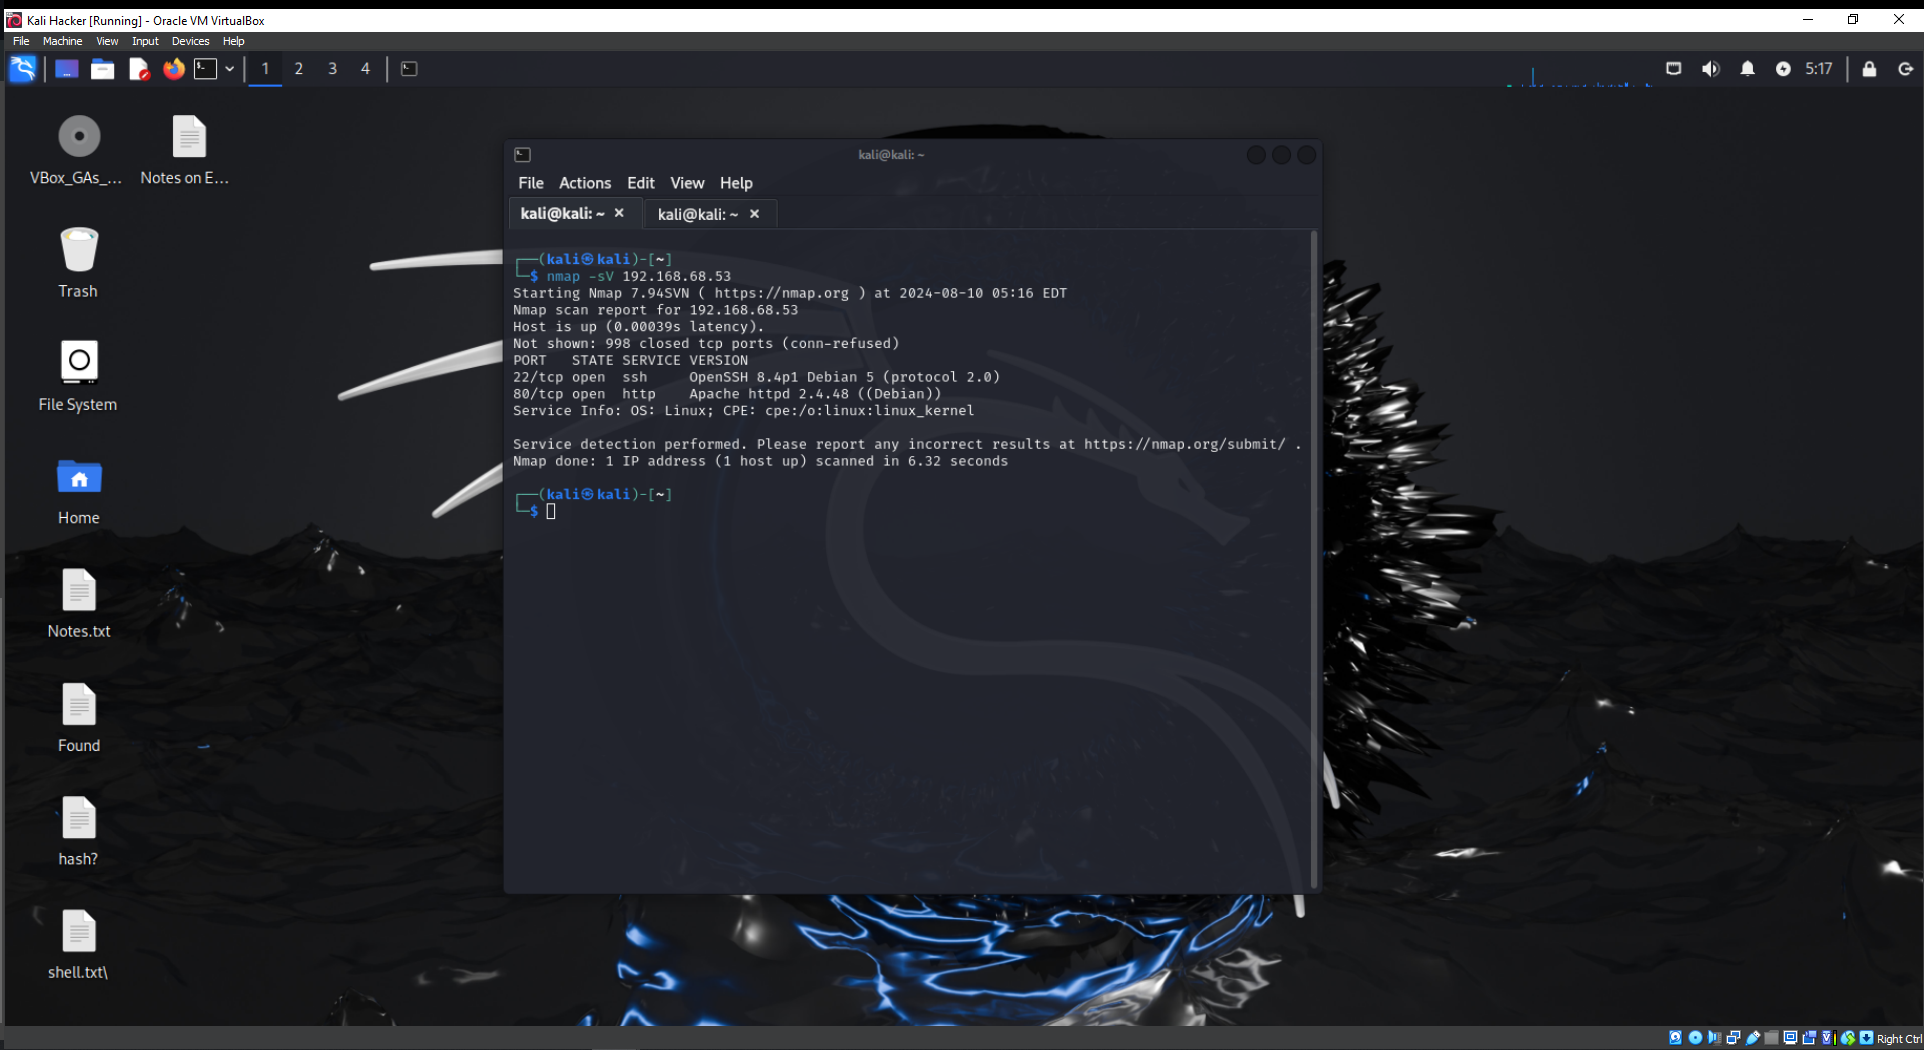 Kali Hacker [Running] - Oracle VM VirtualBox
File Machine View Input Devices Help
1 2 3 4
5:17
VBox_GAs_...
Notes on E...
Trash
File System
Home
Notes.txt
Found
hash?
shell.txt\
kali@kali: ~
File Actions Edit View Help
kali@kali: ~ × kali@kali: ~ ×
┌──(kali㉿kali)-[~]
└─$ nmap -sV 192.168.68.53
Starting Nmap 7.94SVN ( https://nmap.org ) at 2024-08-10 05:16 EDT
Nmap scan report for 192.168.68.53
Host is up (0.00039s latency).
Not shown: 998 closed tcp ports (conn-refused)
PORT   STATE SERVICE VERSION
22/tcp open  ssh     OpenSSH 8.4p1 Debian 5 (protocol 2.0)
80/tcp open  http    Apache httpd 2.4.48 ((Debian))
Service Info: OS: Linux; CPE: cpe:/o:linux:linux_kernel
Service detection performed. Please report any incorrect results at https://nmap.org/submit/ .
Nmap done: 1 IP address (1 host up) scanned in 6.32 seconds
┌──(kali㉿kali)-[~]
└─$
Right Ctrl